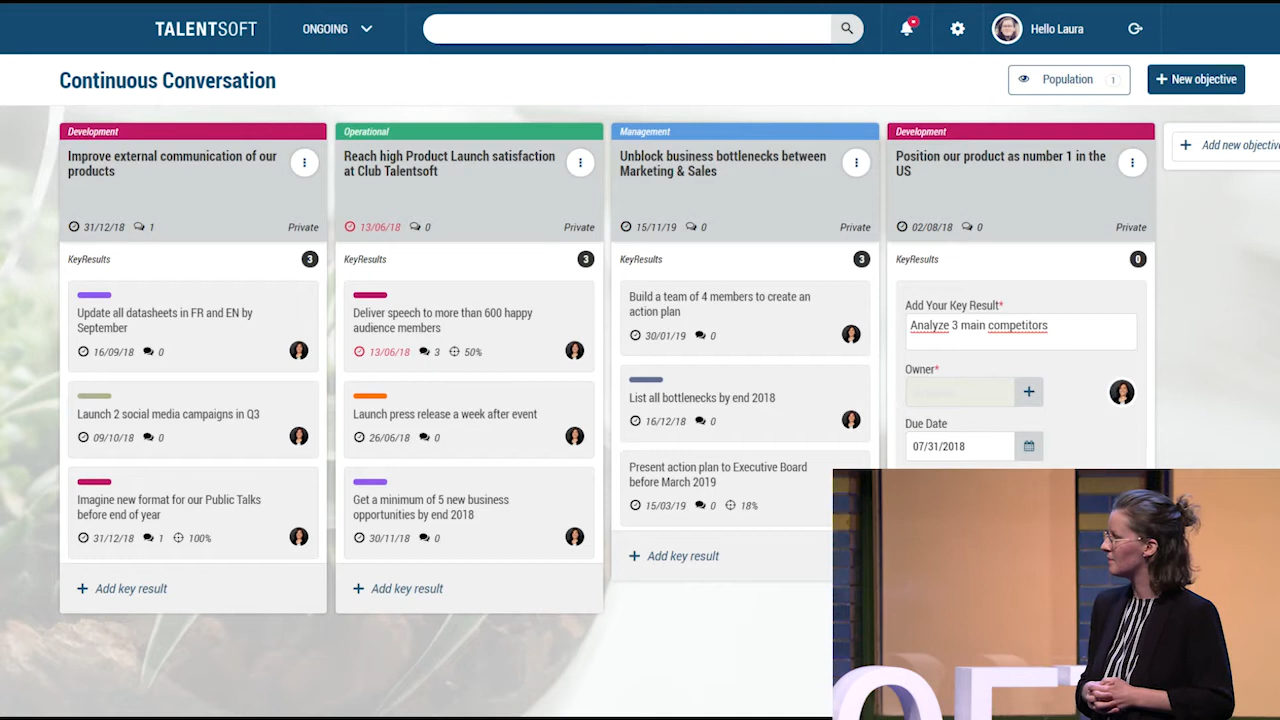 TALENTSOFT
ONGOING
Hello Laura
Continuous Conversation
Population 1
+ New objective
Development
Improve external communication of our
products
31/12/18 1 Private
KeyResults 3
Update all datasheets in FR and EN by
September
16/09/18 0
Launch 2 social media campaigns in Q3
09/10/18 0
Imagine new format for our Public Talks
before end of year
31/12/18 1 100%
+ Add key result
Operational
Reach high Product Launch satisfaction
at Club Talentsoft
13/06/18 0 Private
KeyResults 3
Deliver speech to more than 600 happy
audience members
13/06/18 3 50%
Launch press release a week after event
26/06/18 0
Get a minimum of 5 new business
opportunities by end 2018
30/11/18 0
+ Add key result
Management
Unblock business bottlenecks between
Marketing & Sales
15/11/19 0 Private
KeyResults 3
Build a team of 4 members to create an
action plan
30/01/19 0
List all bottlenecks by end 2018
16/12/18 0
Present action plan to Executive Board
before March 2019
15/03/19 0 18%
+ Add key result
Development
Position our product as number 1 in the
US
02/08/18 0 Private
KeyResults 0
Add Your Key Result*
Analyze 3 main competitors
Owner*
+
Due Date
07/31/2018
+ Add new objective